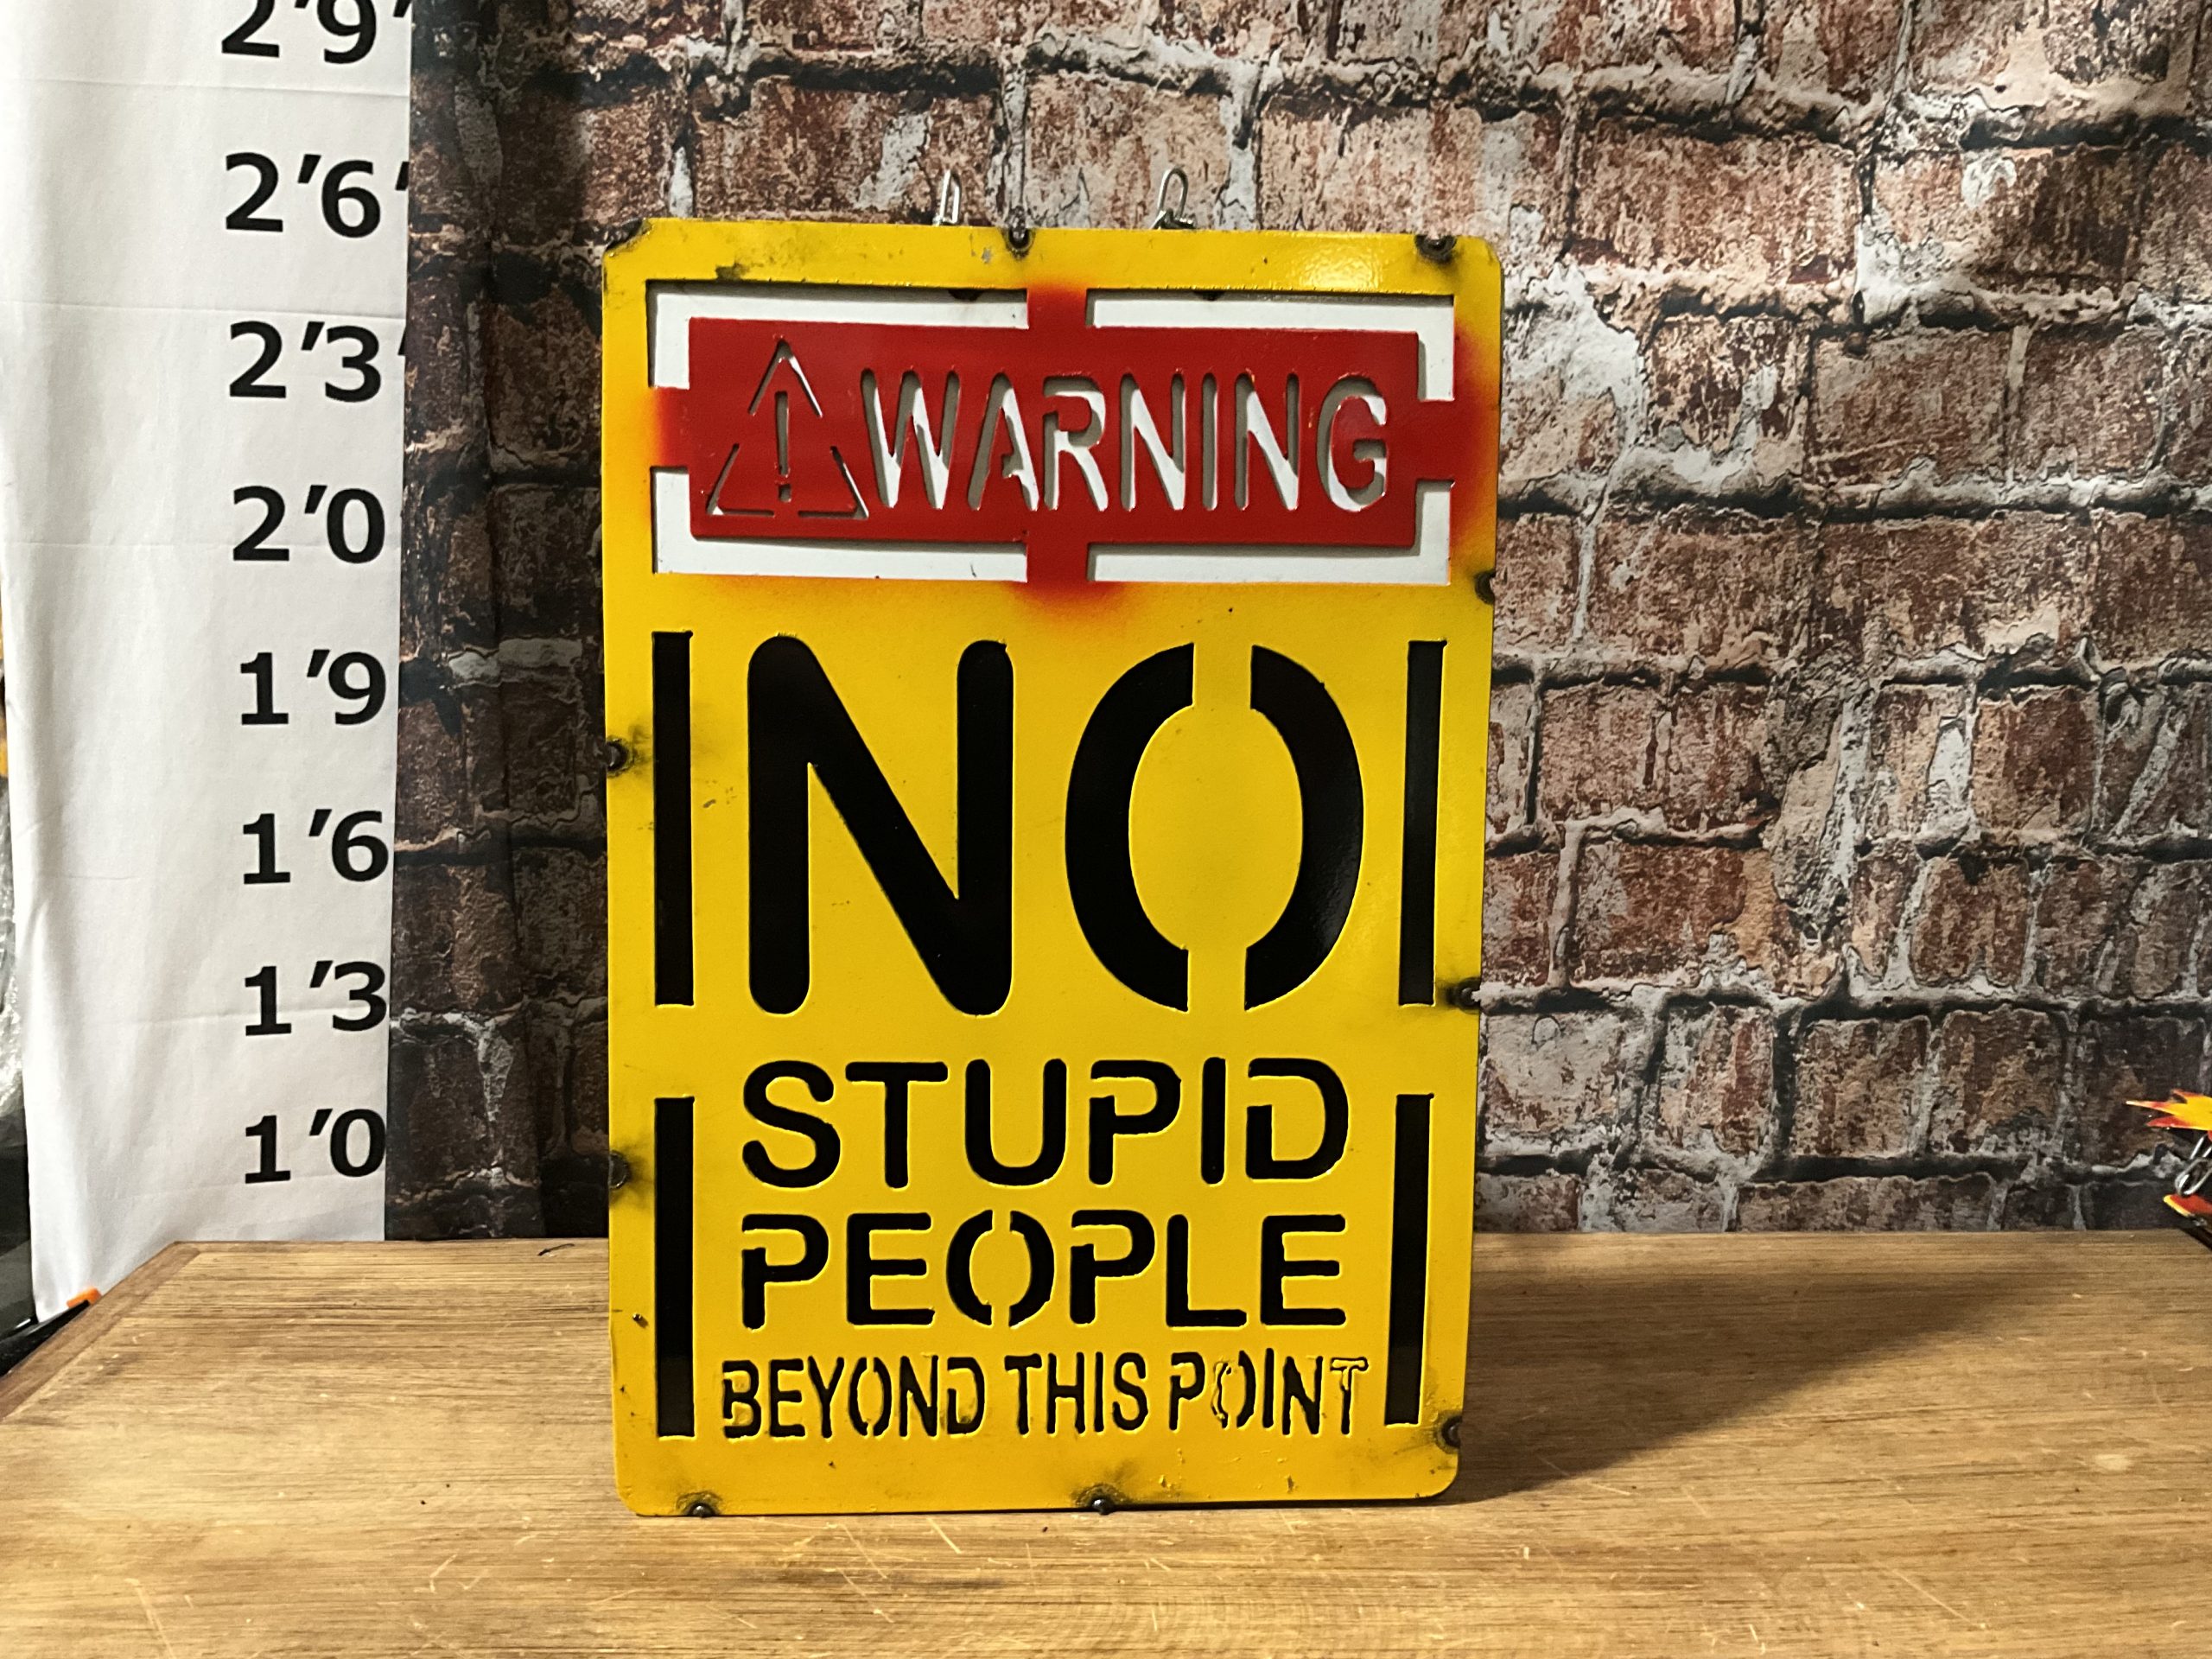 2'9"
2'6"
2'3"
2'0
1'9
1'6
1'3
1'0
! WARNING
NO
STUPID
PEOPLE
BEYOND THIS POINT